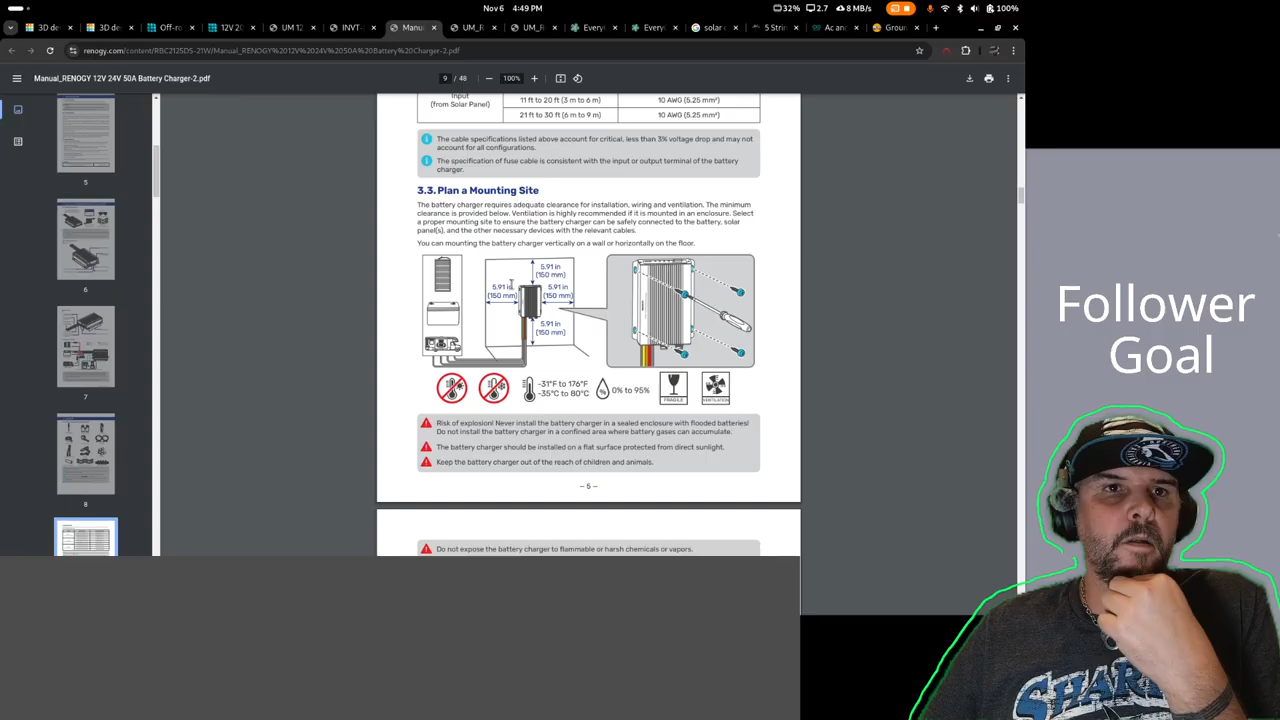 Nov 6 4:49 PM
32% 2.7 8 MB/s 100%
3D de 3D de Off-ro 12V 20 UM 12 INVT- Manu UM_R UM_R Every Every solar c 5 Strin Ac an Groun
renogy.com/content/RBC2125DS-21W/Manual_RENOGY%2012V%2024V%2050A%20Battery%20Charger-2.pdf
Manual_RENOGY 12V 24V 50A Battery Charger-2.pdf
9 / 48 100%
5
6
7
8
Input
(from Solar Panel)
11 ft to 20 ft (3 m to 6 m) 10 AWG (5.25 mm²)
21 ft to 30 ft (6 m to 9 m) 10 AWG (5.25 mm²)
The cable specifications listed above account for critical, less than 3% voltage drop and may not
account for all configurations.
The specification of fuse cable is consistent with the input or output terminal of the battery
charger.
3.3. Plan a Mounting Site
The battery charger requires adequate clearance for installation, wiring and ventilation. The minimum
clearance is provided below. Ventilation is highly recommended if it is mounted in an enclosure. Select
a proper mounting site to ensure the battery charger can be safely connected to the battery, solar
panel(s), and the other necessary devices with the relevant cables.
You can mounting the battery charger vertically on a wall or horizontally on the floor.
5.91 in
(150 mm)
5.91 in
(150 mm)
5.91 in
(150 mm)
5.91 in
(150 mm)
-31°F to 176°F
-35°C to 80°C
0% to 95%
FRAGILE
VENTILATION
Risk of explosion! Never install the battery charger in a sealed enclosure with flooded batteries!
Do not install the battery charger in a confined area where battery gases can accumulate.
The battery charger should be installed on a flat surface protected from direct sunlight.
Keep the battery charger out of the reach of children and animals.
— 5 —
Do not expose the battery charger to flammable or harsh chemicals or vapors.
Follower
Goal
SHARKS